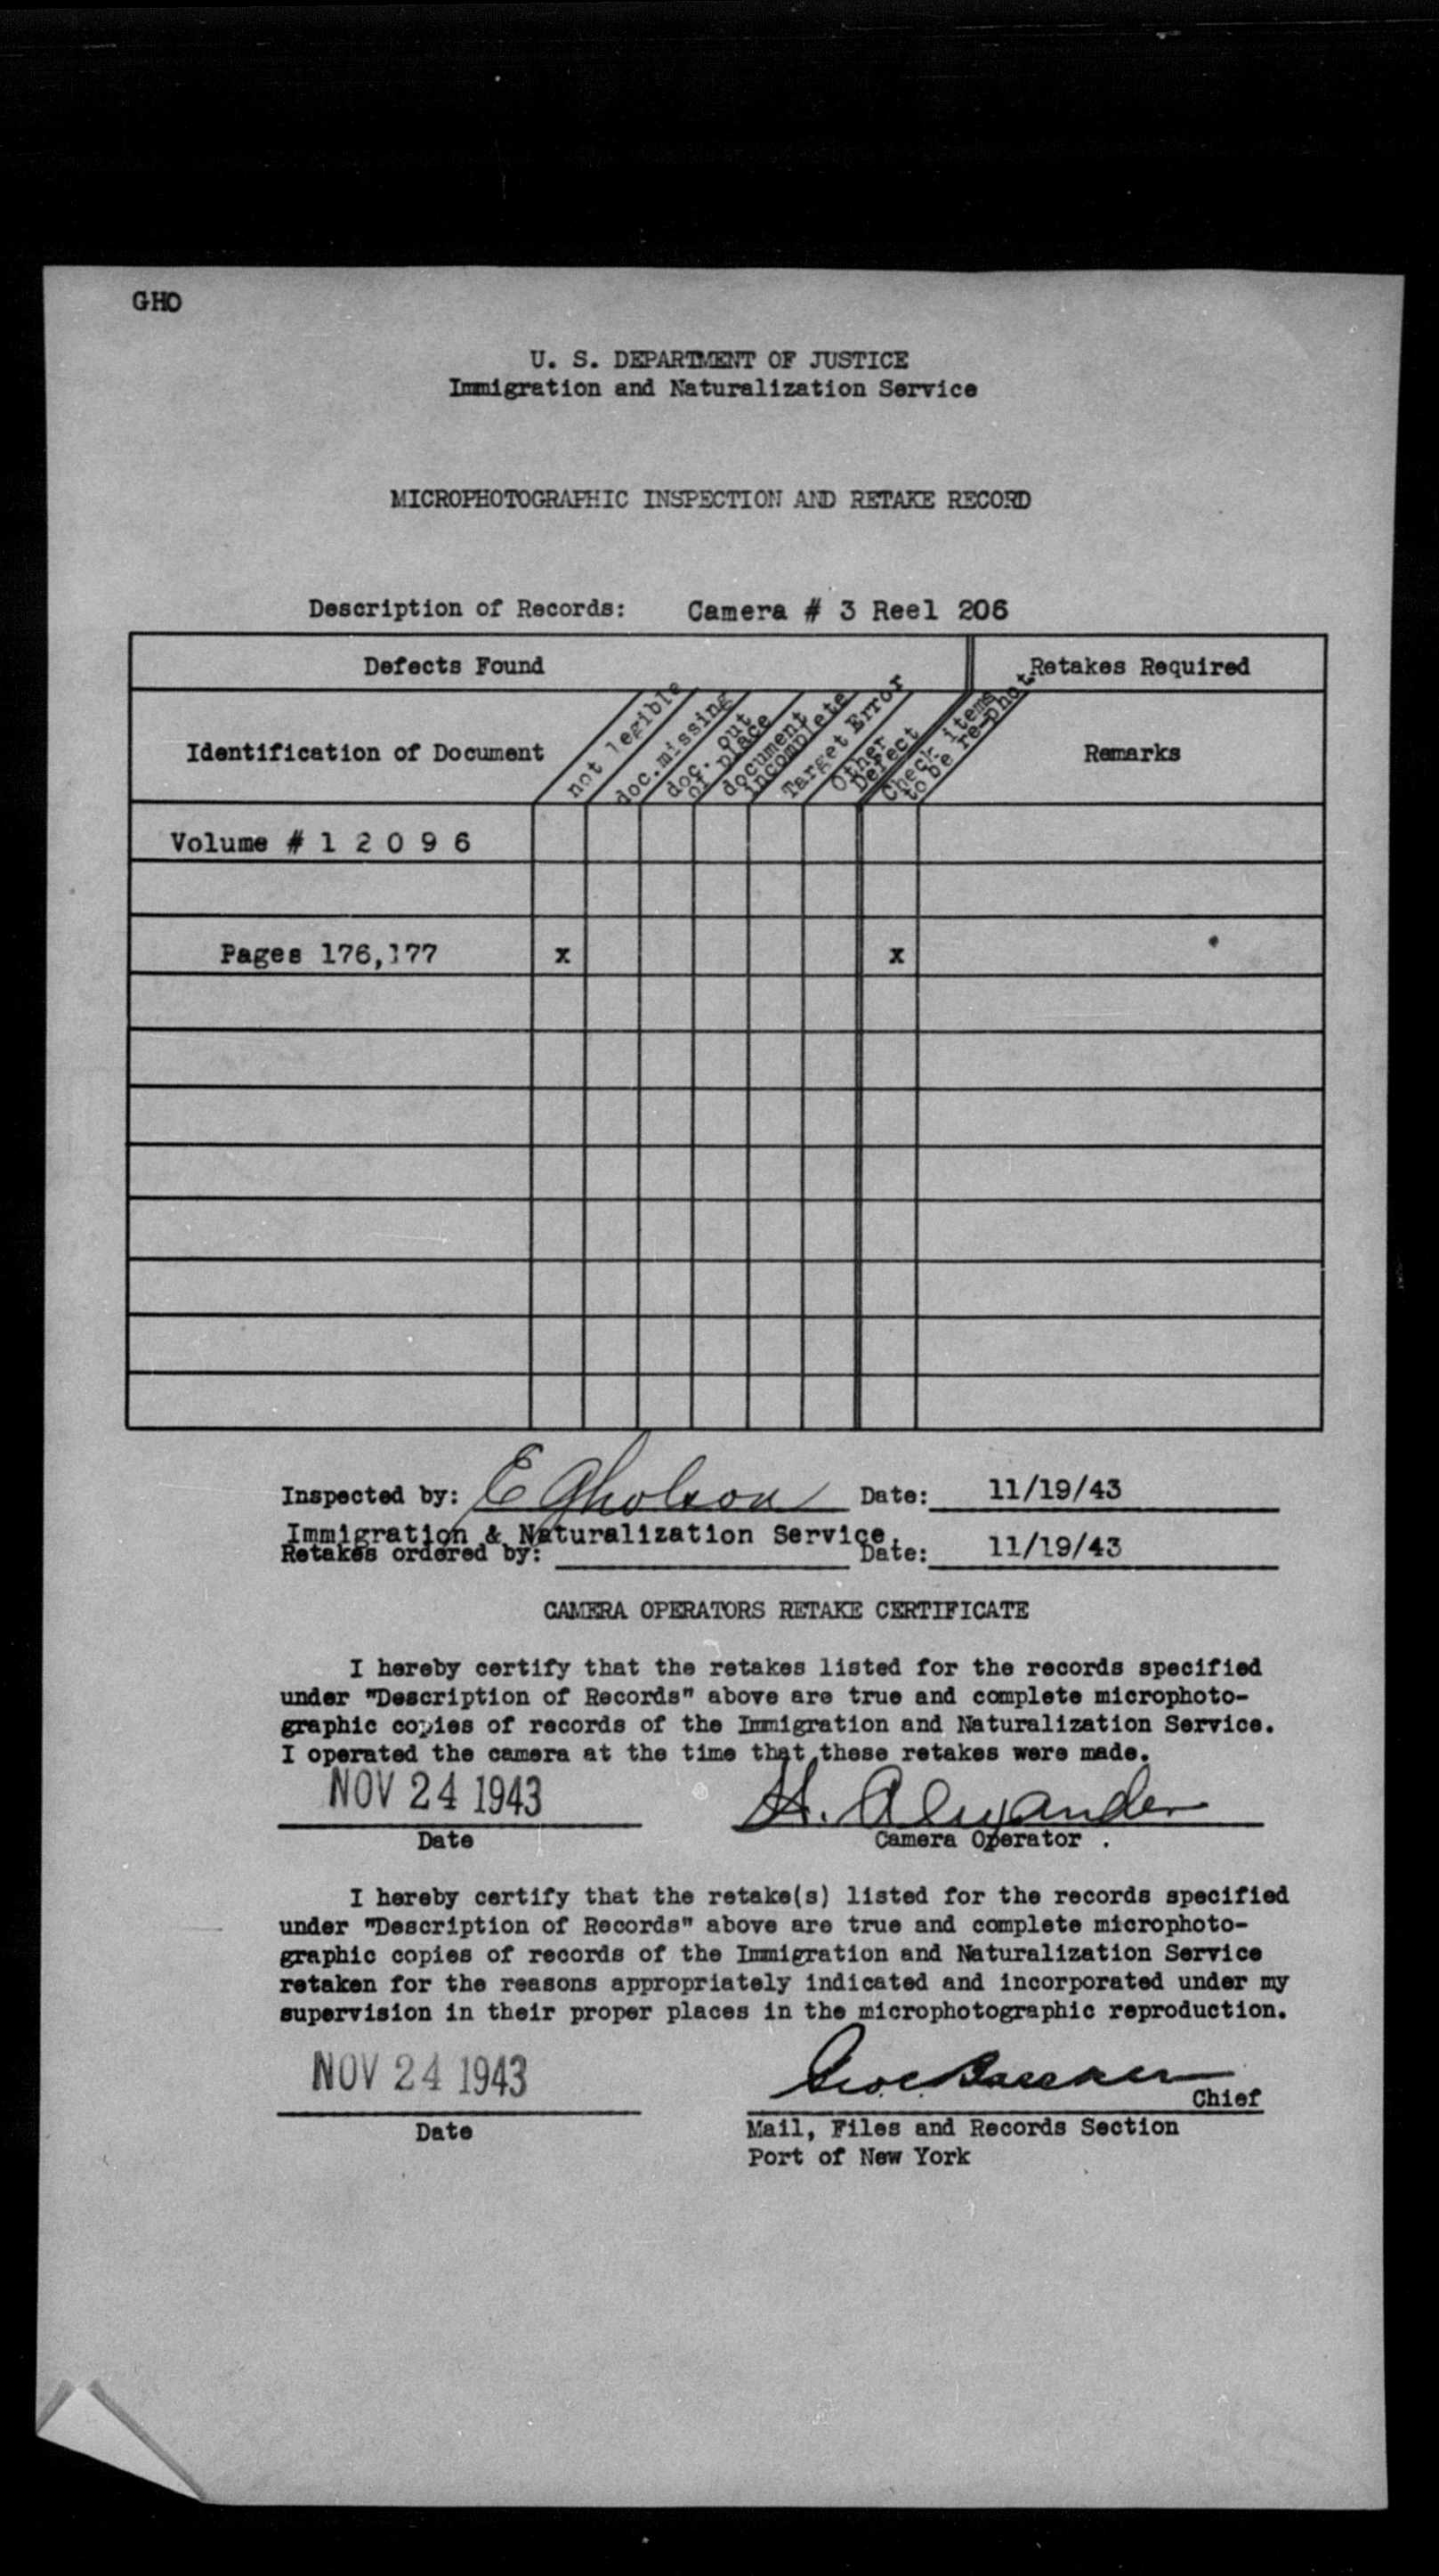 GHO
U. S. DEPARTMENT OF JUSTICE
Immigration and Naturalization Service
MICROPHOTOGRAPHIC INSPECTION AND RETAKE RECORD
Description of Records: Camera # 3 Reel 206
Defects Found
Retakes Required
Identification of Document
not legible
doc.missing
doc. out
of place
document
incomplete
Target Error
Other
Defect
Check items
to be re-phot.
Remarks
Volume # 1 2 0 9 6
Pages 176,177 x x
Inspected by: E Gholson Date: 11/19/43
Immigration & Naturalization Service
Retakes ordered by: Date: 11/19/43
CAMERA OPERATORS RETAKE CERTIFICATE
I hereby certify that the retakes listed for the records specified
under "Description of Records" above are true and complete microphoto-
graphic copies of records of the Immigration and Naturalization Service.
I operated the camera at the time that these retakes were made.
NOV 24 1943 H. Alexander
Date Camera Operator .
I hereby certify that the retake(s) listed for the records specified
under "Description of Records" above are true and complete microphoto-
graphic copies of records of the Immigration and Naturalization Service
retaken for the reasons appropriately indicated and incorporated under my
supervision in their proper places in the microphotographic reproduction.
NOV 24 1943
Chief
Date
Mail, Files and Records Section
Port of New York